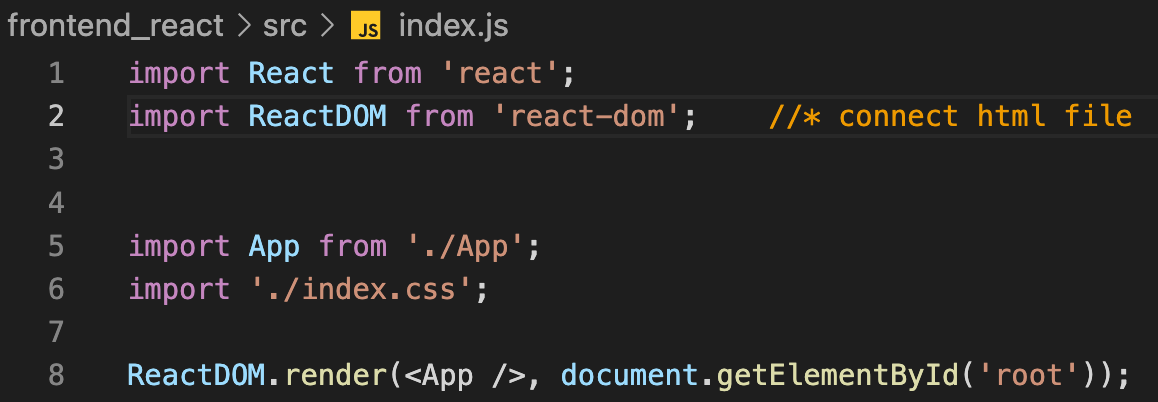 frontend_react > src > JS index.js
1 import React from 'react';
2 import ReactDOM from 'react-dom';    //* connect html file
3
4
5 import App from './App';
6 import './index.css';
7
8 ReactDOM.render(<App />, document.getElementById('root'));